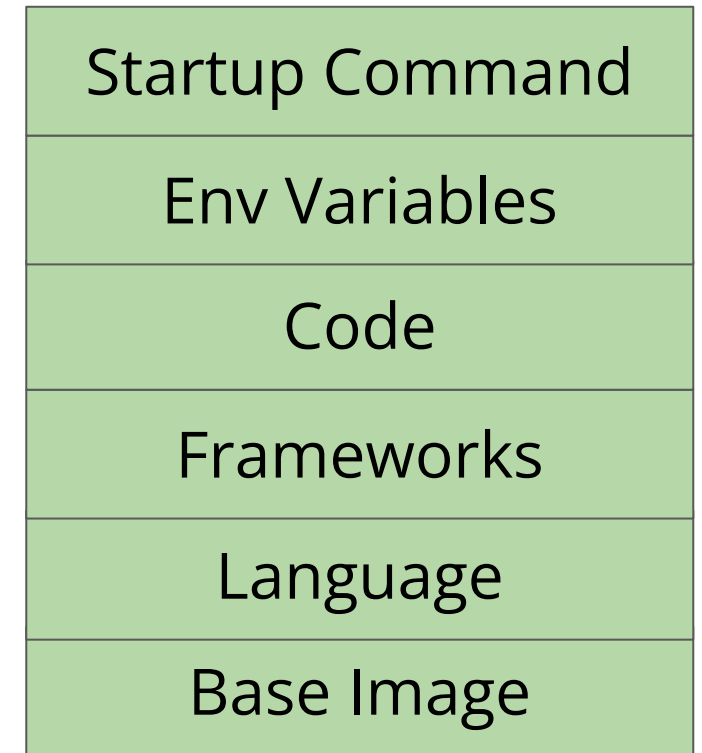 Startup Command
Env Variables
Code
Frameworks
Language
Base Image